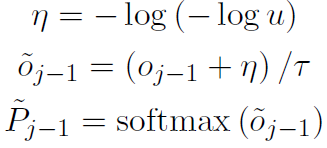 η = − log (− log u)
õ_{j−1} = (o_{j−1} + η) /τ
P̃_{j−1} = softmax (õ_{j−1})